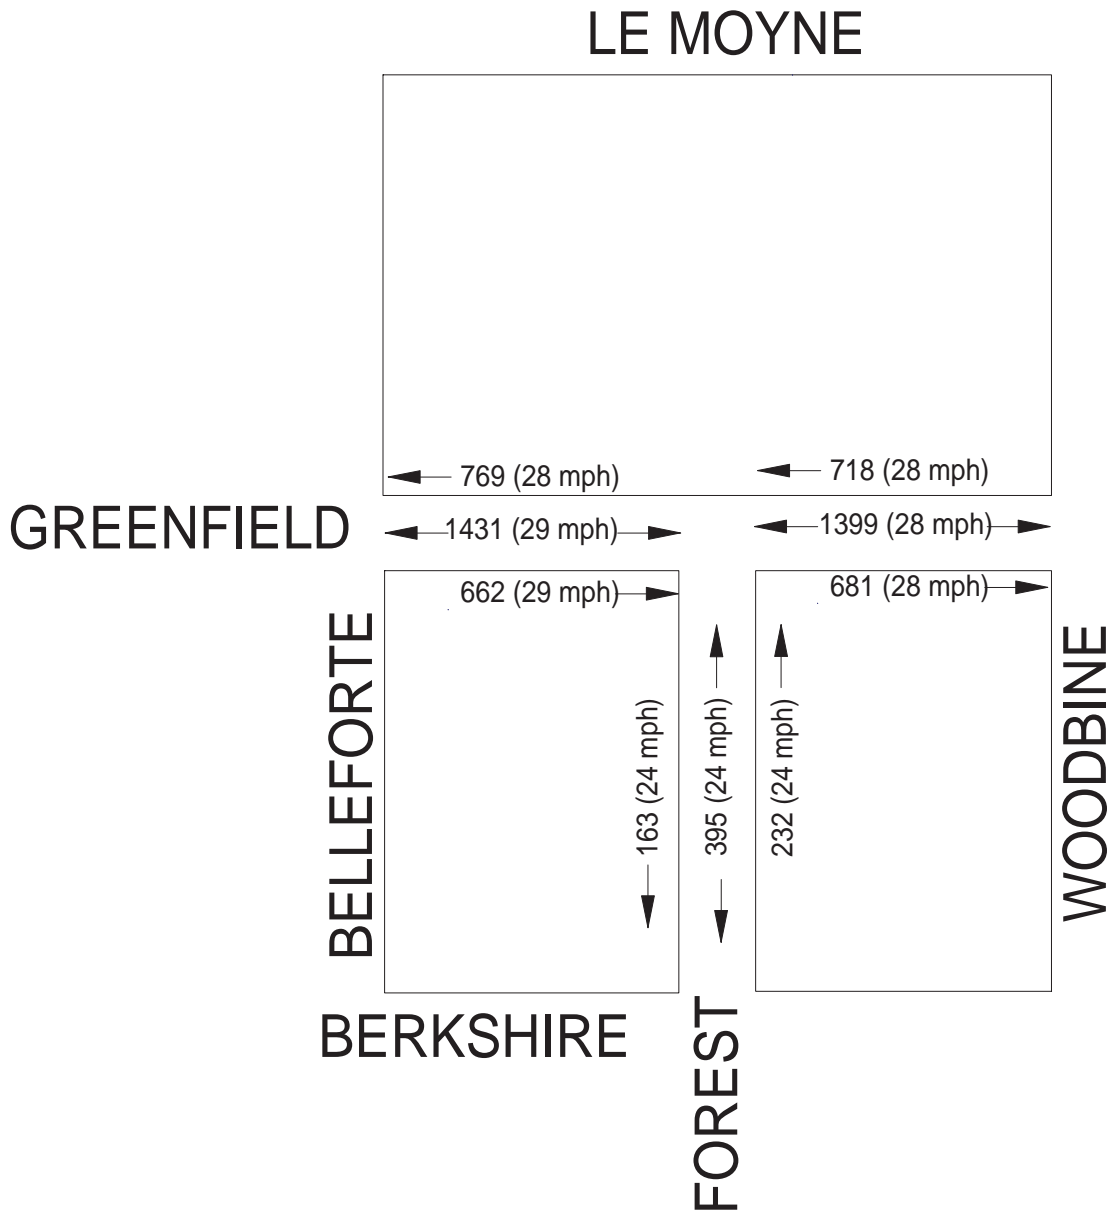 LE MOYNE
769 (28 mph)
718 (28 mph)
GREENFIELD
1431 (29 mph)
1399 (28 mph)
662 (29 mph)
681 (28 mph)
BELLEFORTE
163 (24 mph)
395 (24 mph)
232 (24 mph)
WOODBINE
BERKSHIRE
FOREST